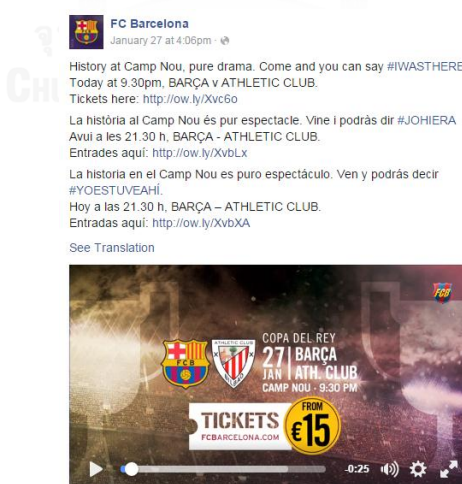 FC Barcelona
January 27 at 4:06pm ·
History at Camp Nou, pure drama. Come and you can say #IWASTHERE
Today at 9.30pm, BARÇA v ATHLETIC CLUB.
Tickets here: http://ow.ly/Xvc6o
La història al Camp Nou és pur espectacle. Vine i podràs dir #JOHIERA
Avui a les 21.30 h, BARÇA - ATHLETIC CLUB.
Entrades aquí: http://ow.ly/XvbLx
La historia en el Camp Nou es puro espectáculo. Ven y podrás decir
#YOESTUVEAHÍ.
Hoy a las 21.30 h, BARÇA – ATHLETIC CLUB.
Entradas aquí: http://ow.ly/XvbXA
See Translation
FCB
ATHLETIC CLUB
FCB
BILBAO
COPA DEL REY
27 | BARÇA
JAN | ATH. CLUB
CAMP NOU - 9:30 PM
TICKETS
FCBARCELONA.COM
FROM
€15
-0:25